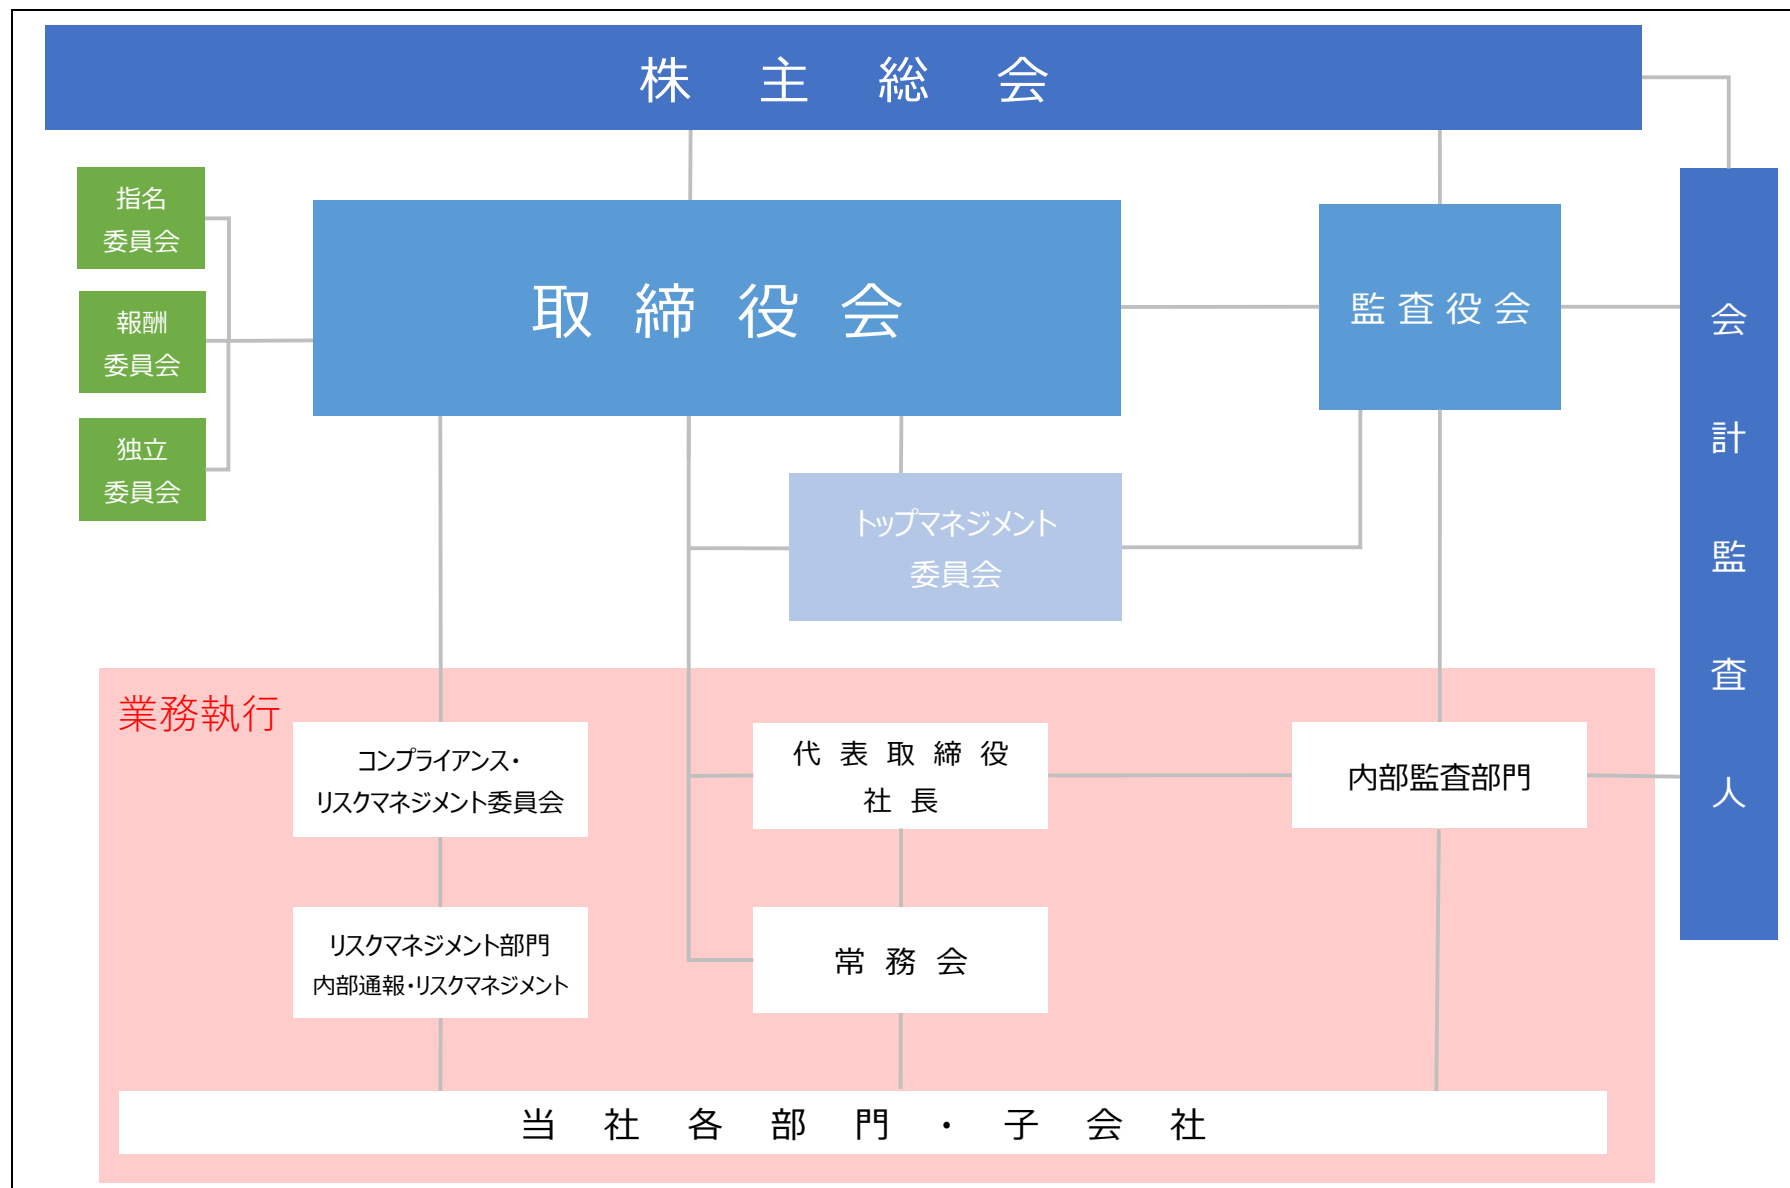 株主総会
指名
委員会
報酬
委員会
独立
委員会
取締役会
監査役会
会計監査人
トップマネジメント
委員会
業務執行
コンプライアンス・
リスクマネジメント委員会
代表取締役
社長
内部監査部門
リスクマネジメント部門
内部通報・リスクマネジメント
常務会
当社各部門・子会社